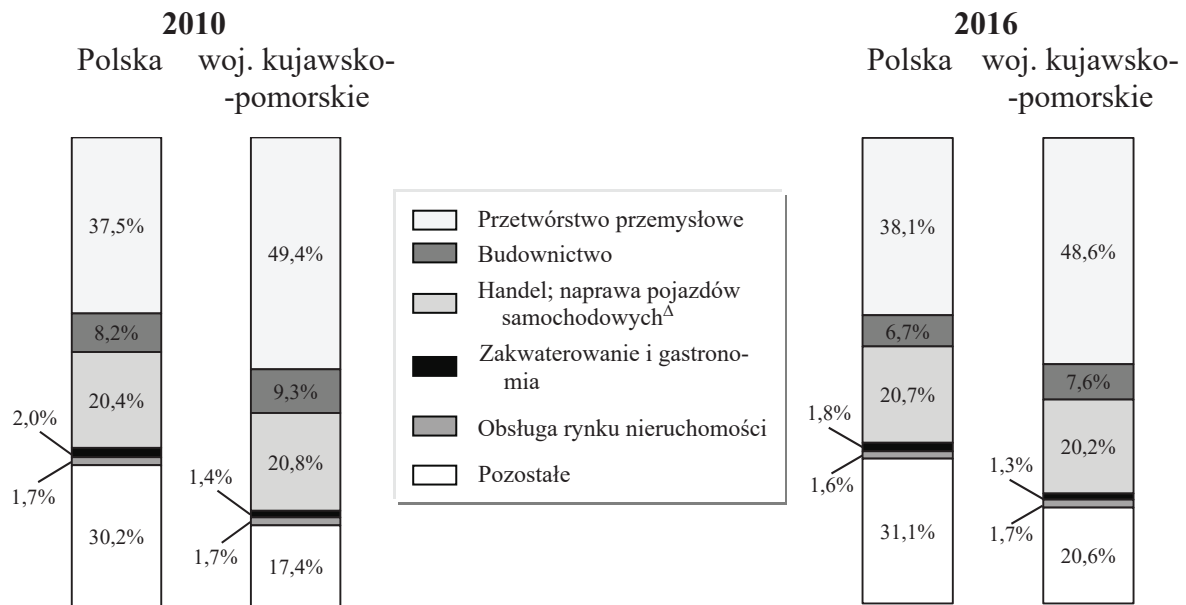 2010
Polska
woj. kujawsko-
-pomorskie
37,5%
8,2%
20,4%
2,0%
1,7%
30,2%
49,4%
9,3%
20,8%
1,4%
1,7%
17,4%
Przetwórstwo przemysłowe
Budownictwo
Handel; naprawa pojazdów
samochodowychΔ
Zakwaterowanie i gastrono-
mia
Obsługa rynku nieruchomości
Pozostałe
2016
Polska
woj. kujawsko-
-pomorskie
38,1%
6,7%
20,7%
1,8%
1,6%
31,1%
48,6%
7,6%
20,2%
1,3%
1,7%
20,6%